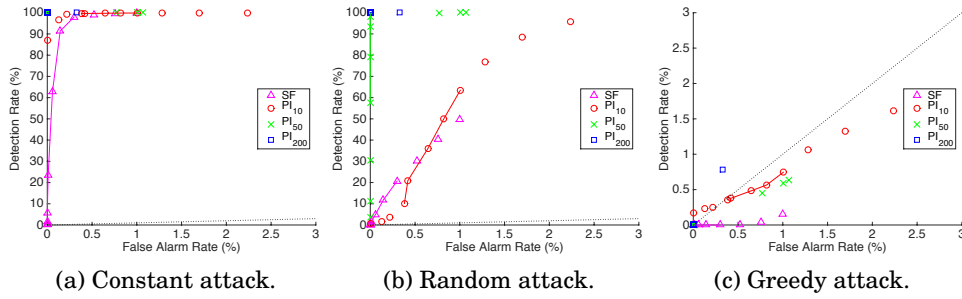 Detection Rate (%)
100
90
80
70
60
50
40
30
20
10
0
0 0.5 1 1.5 2 2.5 3
False Alarm Rate (%)
SF
PI10
PI50
PI200
(a) Constant attack.
Detection Rate (%)
100
90
80
70
60
50
40
30
20
10
0
0 0.5 1 1.5 2 2.5 3
False Alarm Rate (%)
SF
PI10
PI50
PI200
(b) Random attack.
Detection Rate (%)
3
2.5
2
1.5
1
0.5
0
0 0.5 1 1.5 2 2.5 3
False Alarm Rate (%)
SF
PI10
PI50
PI200
(c) Greedy attack.